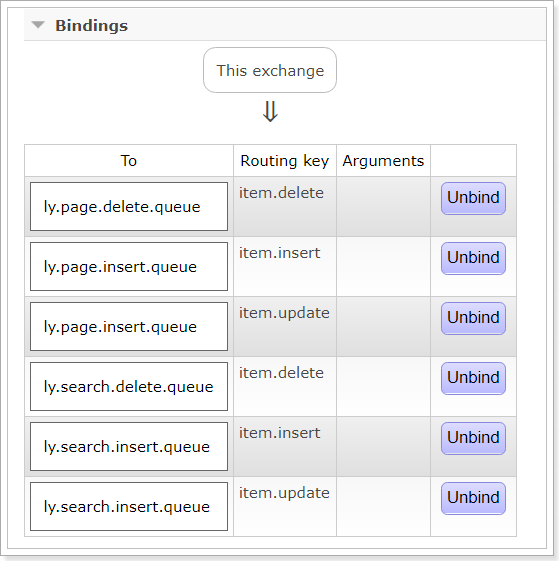 Bindings
This exchange
⇓
To Routing key Arguments
ly.page.delete.queue item.delete Unbind
ly.page.insert.queue item.insert Unbind
ly.page.insert.queue item.update Unbind
ly.search.delete.queue item.delete Unbind
ly.search.insert.queue item.insert Unbind
ly.search.insert.queue item.update Unbind